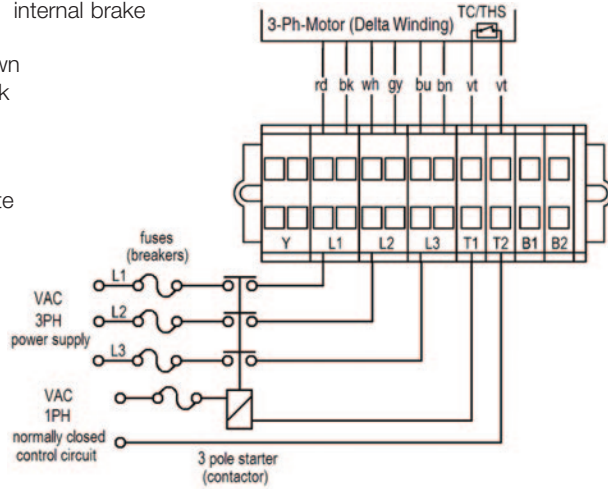 internal brake
TC/THS
3-Ph-Motor (Delta Winding)
rd bk wh gy bu bn vt vt
Y L1 L2 L3 T1 T2 B1 B2
fuses
(breakers)
L1
VAC
L2
3PH
power supply
L3
VAC
1PH
normally closed
control circuit
3 pole starter
(contactor)